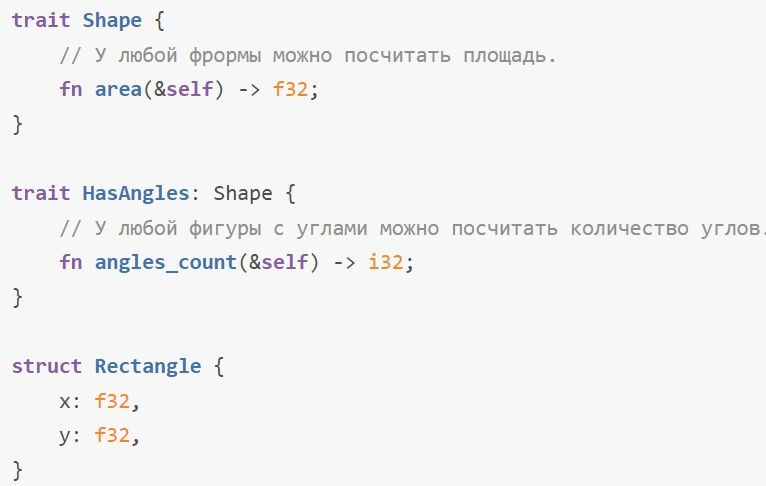 trait Shape {
    // У любой фрормы можно посчитать площадь.
    fn area(&self) -> f32;
}

trait HasAngles: Shape {
    // У любой фигуры с углами можно посчитать количество углов.
    fn angles_count(&self) -> i32;
}

struct Rectangle {
    x: f32,
    y: f32,
}